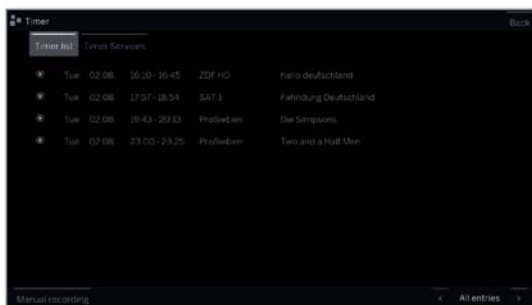 Timer Back
Timer list Timer Services
Tue 02.08. 16:10 - 16:45 ZDF HD hallo deutschland
Tue 02.08. 17:57 - 18:54 SAT.1 Fahndung Deutschland
Tue 02.08. 19:43 - 20:13 ProSieben Die Simpsons
Tue 02.08. 23:00 - 23:25 ProSieben Two and a Half Men
Manual recording < All entries >